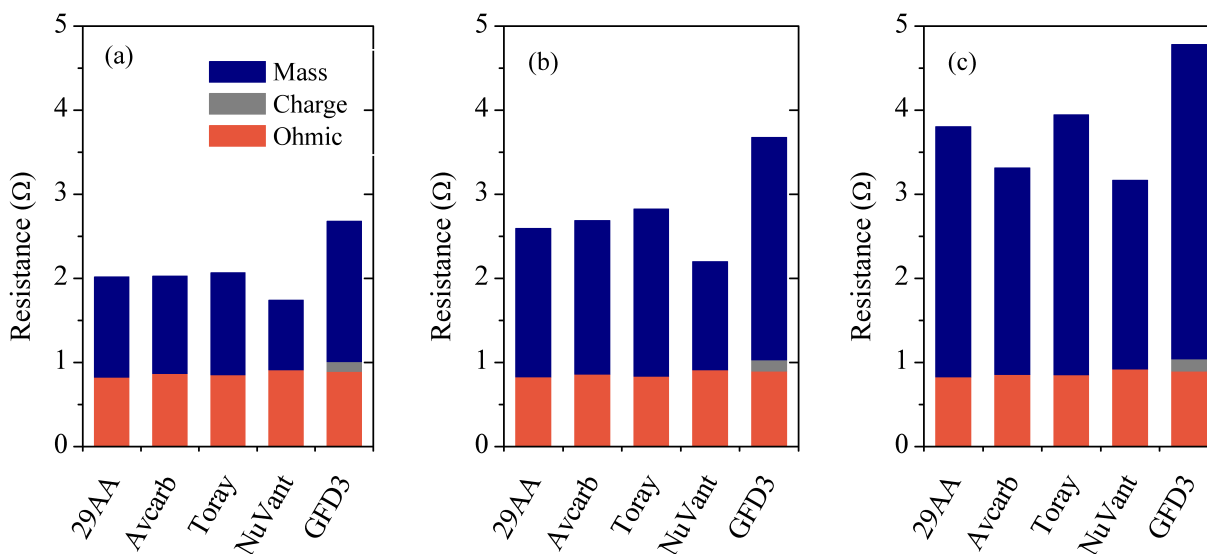 (a)
Mass
Charge
Ohmic
Resistance (Ω)
5
4
3
2
1
0
29AA
Avcarb
Toray
NuVant
GFD3
(b)
Resistance (Ω)
5
4
3
2
1
0
29AA
Avcarb
Toray
NuVant
GFD3
(c)
Resistance (Ω)
5
4
3
2
1
0
29AA
Avcarb
Toray
NuVant
GFD3